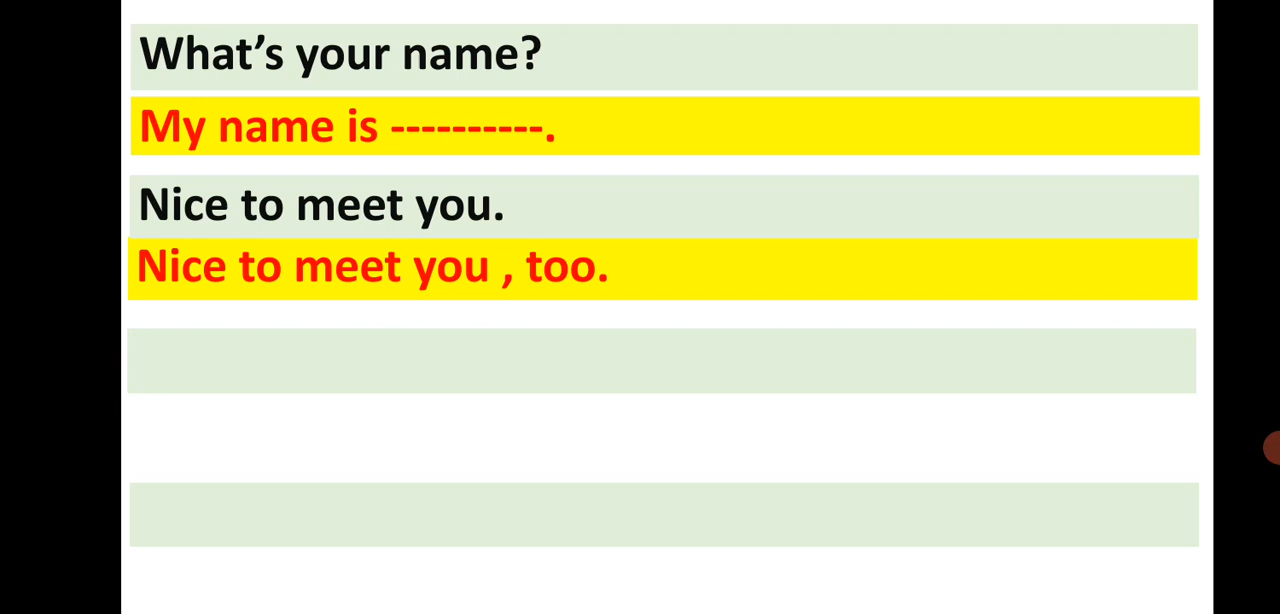 What’s your name?
My name is ----------.
Nice to meet you.
Nice to meet you , too.